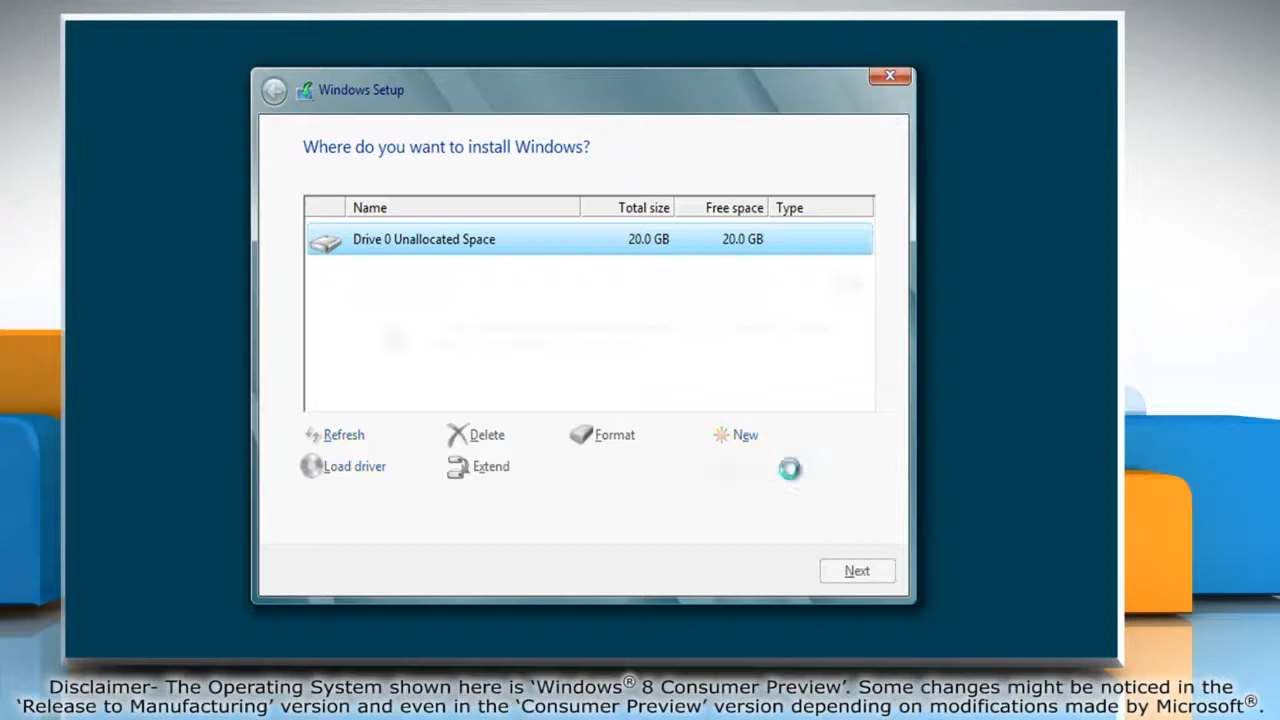 Windows Setup
Where do you want to install Windows?
Name Total size Free space Type
Drive 0 Unallocated Space 20.0 GB 20.0 GB
Refresh Delete Format New
Load driver Extend
Next
Disclaimer- The Operating System shown here is ‘Windows® 8 Consumer Preview’. Some changes might be noticed in the
‘Release to Manufacturing’ version and even in the ‘Consumer Preview’ version depending on modifications made by Microsoft®.